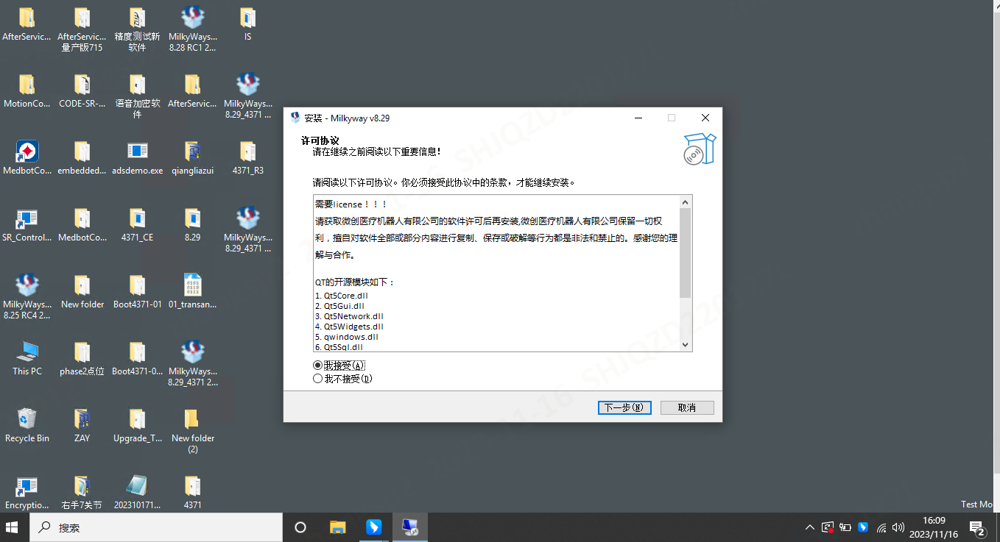 AfterServic...
AfterServic...
量产版715
精度测试新
软件
MilkyWays...
8.28 RC1 2...
IS
MotionCo...
CODE-SR-...
语音加密软
件
AfterServic...
MilkyWays...
8.29_4371 ...
MedbotCo...
embedded...
adsdemo.exe
qiangliazui
4371_R3
SR_Control...
MedbotCo...
4371_CE
8.29
MilkyWays...
8.29_4371 ...
MilkyWays...
8.25 RC4 2...
New folder
Boot4371-01
01_transan...
This PC
phase2点位
Boot4371-0...
MilkyWays...
8.29_4371 2...
Recycle Bin
ZAY
Upgrade_T...
New folder
(2)
Encryptio...
右手7关节
202310171...
4371
安装 - Milkyway v8.29
许可协议
请在继续之前阅读以下重要信息！
请阅读以下许可协议。你必须接受此协议中的条款，才能继续安装。
需要license！！！
请获取微创医疗机器人有限公司的软件许可后再安装,微创医疗机器人有限公司保留一切权
利，擅自对软件全部或部分内容进行复制、保存或破解等行为都是非法和禁止的。感谢您的理
解与合作。
QT的开源模块如下：
1. Qt5Core.dll
2. Qt5Gui.dll
3. Qt5Network.dll
4. Qt5Widgets.dll
5. qwindows.dll
6. Qt5Sql.dll
我接受(A)
我不接受(D)
下一步(N)
取消
Test Mo
搜索
16:09
2023/11/16
2